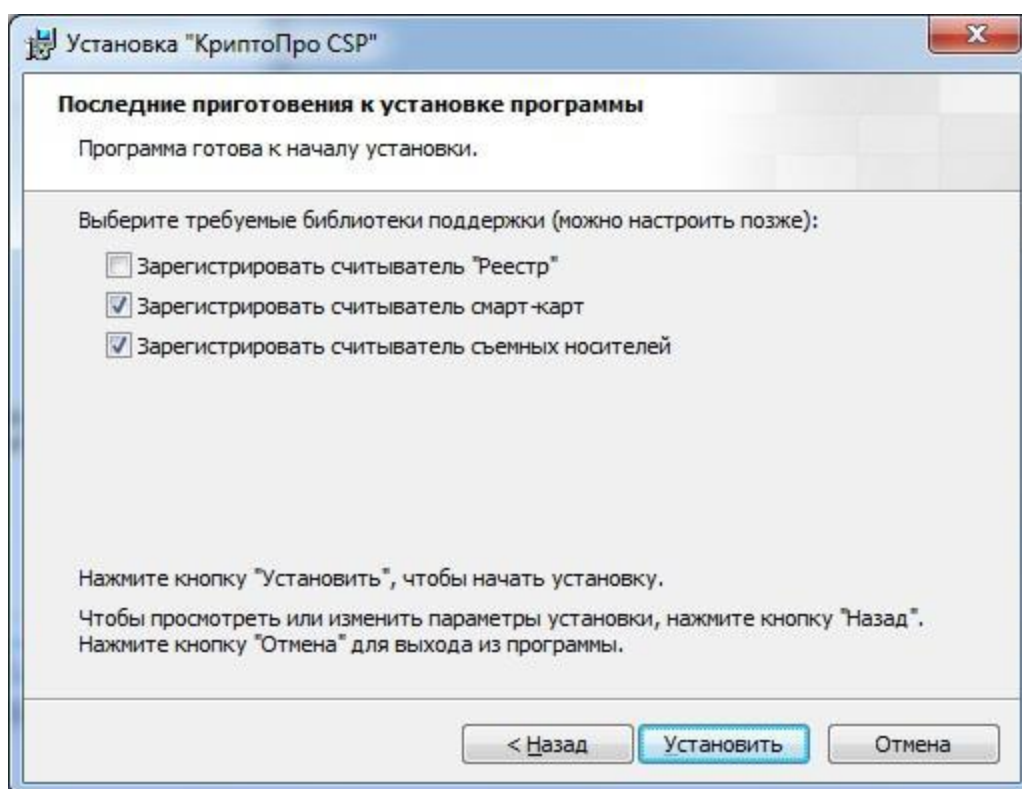 Установка "КриптоПро CSP"
Последние приготовения к установке программы
Программа готова к началу установки.
Выберите требуемые библиотеки поддержки (можно настроить позже):
Зарегистрировать считыватель "Реестр"
Зарегистрировать считыватель смарт-карт
Зарегистрировать считыватель съемных носителей
Нажмите кнопку "Установить", чтобы начать установку.
Чтобы просмотреть или изменить параметры установки, нажмите кнопку "Назад".
Нажмите кнопку "Отмена" для выхода из программы.
< Назад Установить Отмена